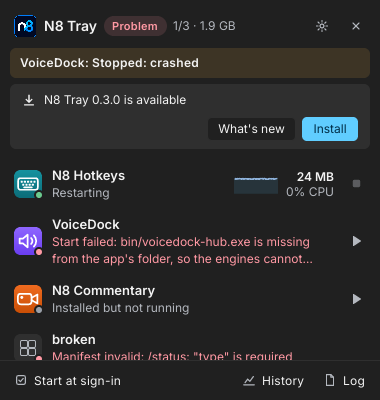 n8 N8 Tray Problem 1/3 · 1.9 GB
VoiceDock: Stopped: crashed
N8 Tray 0.3.0 is available
What's new Install
N8 Hotkeys 24 MB
Restarting 0% CPU
VoiceDock
Start failed: bin/voicedock-hub.exe is missing
from the app's folder, so the engines cannot...
N8 Commentary
Installed but not running
broken
Manifest invalid: /status: "type" is required
Start at sign-in History Log